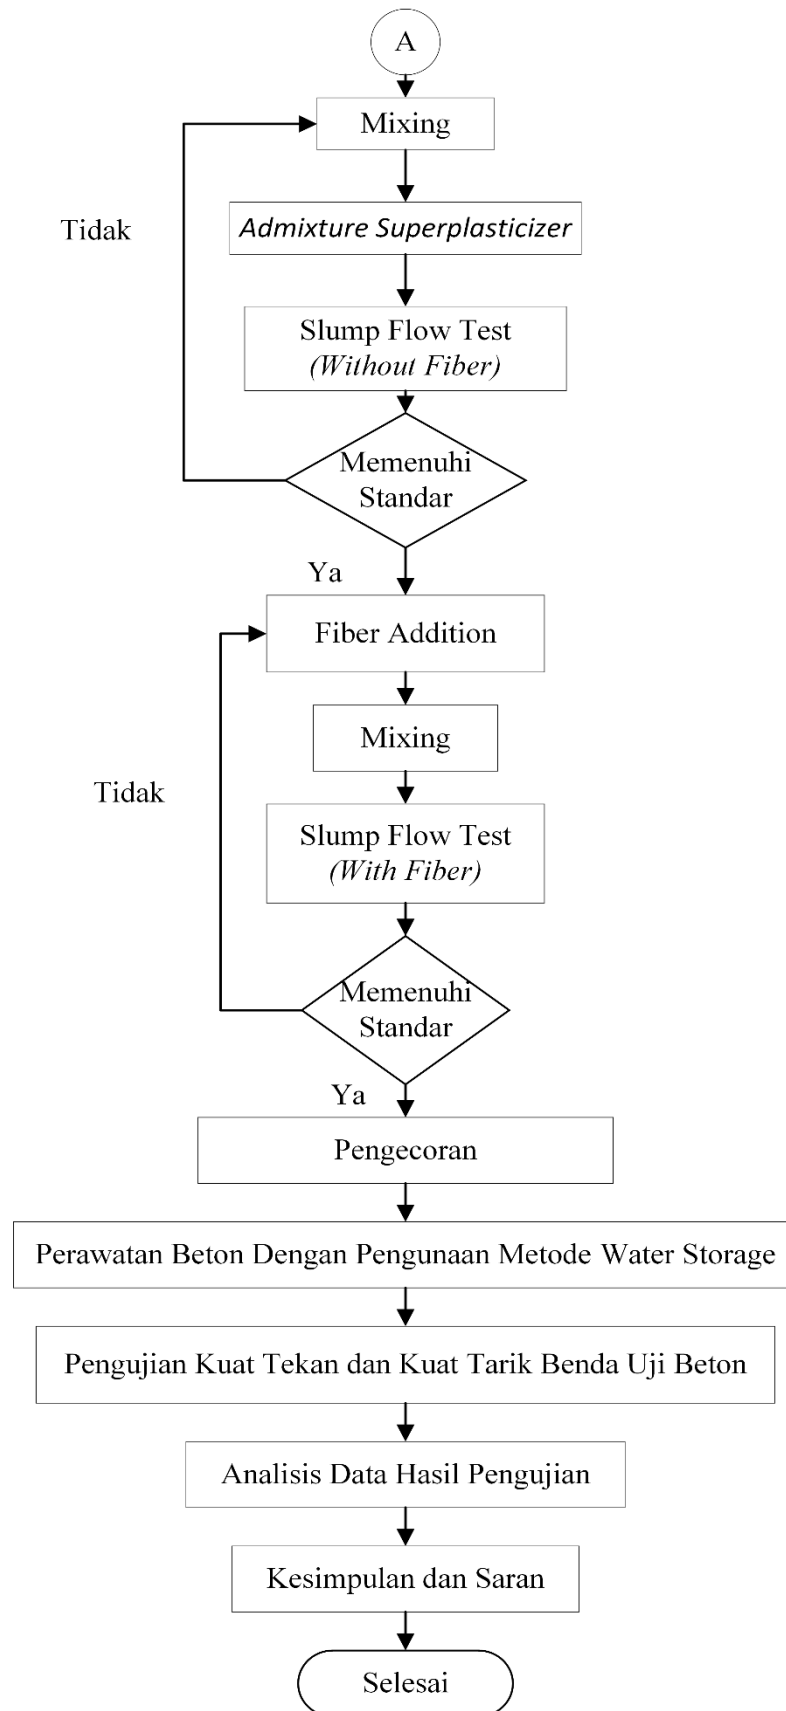 A
Mixing
Tidak
Admixture Superplasticizer
Slump Flow Test
(Without Fiber)
Memenuhi
Standar
Ya
Fiber Addition
Mixing
Tidak
Slump Flow Test
(With Fiber)
Memenuhi
Standar
Ya
Pengecoran
Perawatan Beton Dengan Pengunaan Metode Water Storage
Pengujian Kuat Tekan dan Kuat Tarik Benda Uji Beton
Analisis Data Hasil Pengujian
Kesimpulan dan Saran
Selesai